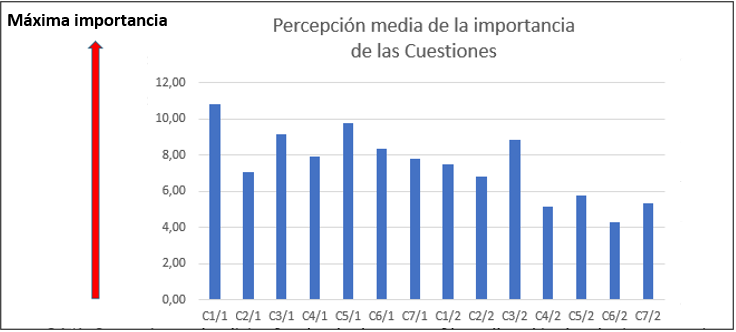 Máxima importancia
Percepción media de la importancia
de las Cuestiones
12,00
10,00
8,00
6,00
4,00
2,00
0,00
C1/1 C2/1 C3/1 C4/1 C5/1 C6/1 C7/1 C1/2 C2/2 C3/2 C4/2 C5/2 C6/2 C7/2